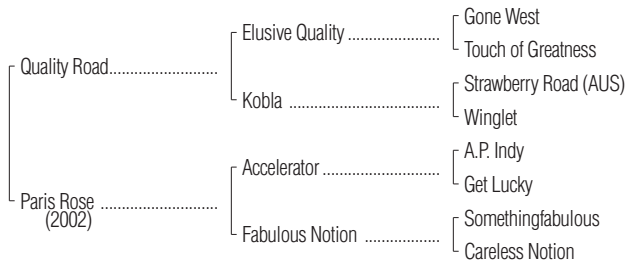 Gone West
Elusive Quality ...................
Touch of Greatness
Quality Road......................
Strawberry Road (AUS)
Kobla ...............................
Winglet
A.P. Indy
Accelerator ........................
Get Lucky
Paris Rose ........................
(2002)
Somethingfabulous
Fabulous Notion ...............
Careless Notion